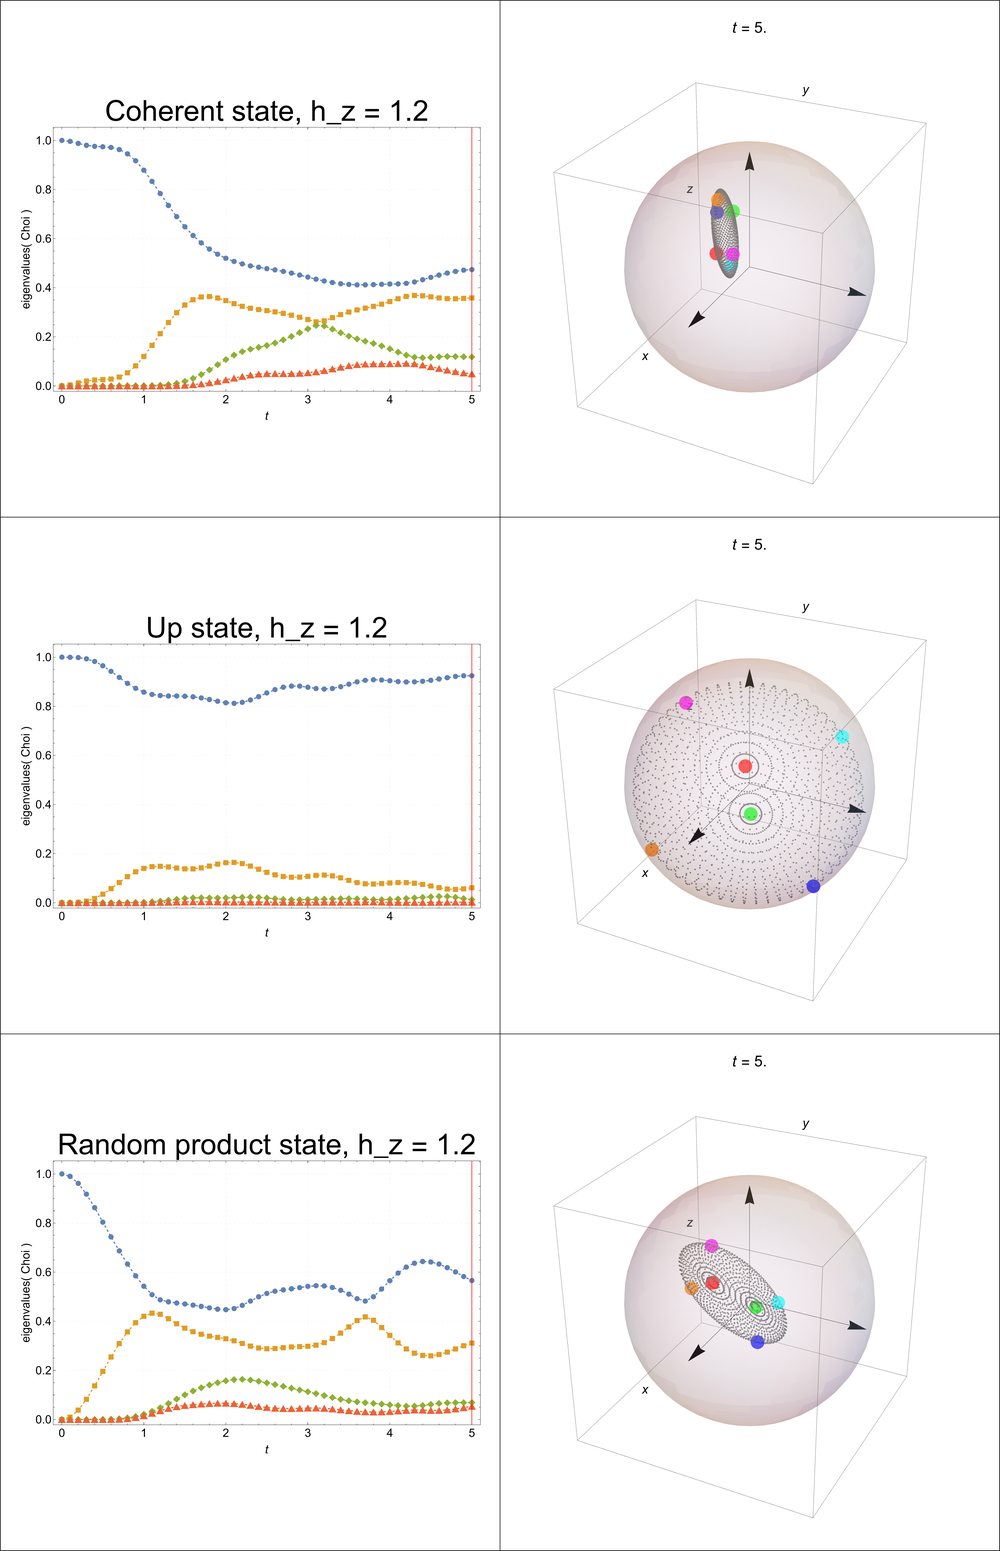 Coherent state, h_z = 1.2
eigenvalues( Choi )
1.0
0.8
0.6
0.4
0.2
0.0
0 1 2 3 4 5
t
t = 5.
y
z
x
Up state, h_z = 1.2
eigenvalues( Choi )
1.0
0.8
0.6
0.4
0.2
0.0
0 1 2 3 4 5
t
t = 5.
y
z
x
Random product state, h_z = 1.2
eigenvalues( Choi )
1.0
0.8
0.6
0.4
0.2
0.0
0 1 2 3 4 5
t
t = 5.
y
z
x